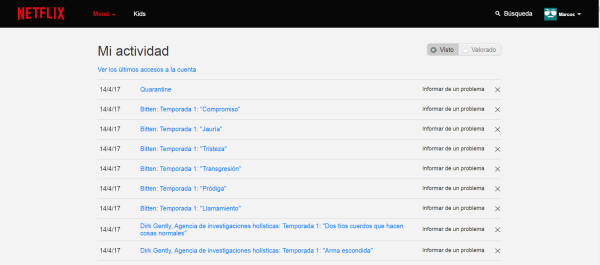 NETFLIX Menú Kids Búsqueda Marcos
Mi actividad Visto Valorado
Ver los últimos accesos a la cuenta
14/4/17 Quarantine Informar de un problema
14/4/17 Bitten: Temporada 1: "Compromiso" Informar de un problema
14/4/17 Bitten: Temporada 1: "Jauría" Informar de un problema
14/4/17 Bitten: Temporada 1: "Tristeza" Informar de un problema
14/4/17 Bitten: Temporada 1: "Transgresión" Informar de un problema
14/4/17 Bitten: Temporada 1: "Pródiga" Informar de un problema
14/4/17 Bitten: Temporada 1: "Llamamiento" Informar de un problema
14/4/17 Dirk Gently, Agencia de investigaciones holísticas: Temporada 1: "Dos tíos cuerdos que hacen Informar de un problema
cosas normales"
14/4/17 Dirk Gently, Agencia de investigaciones holísticas: Temporada 1: "Arma escondida" Informar de un problema